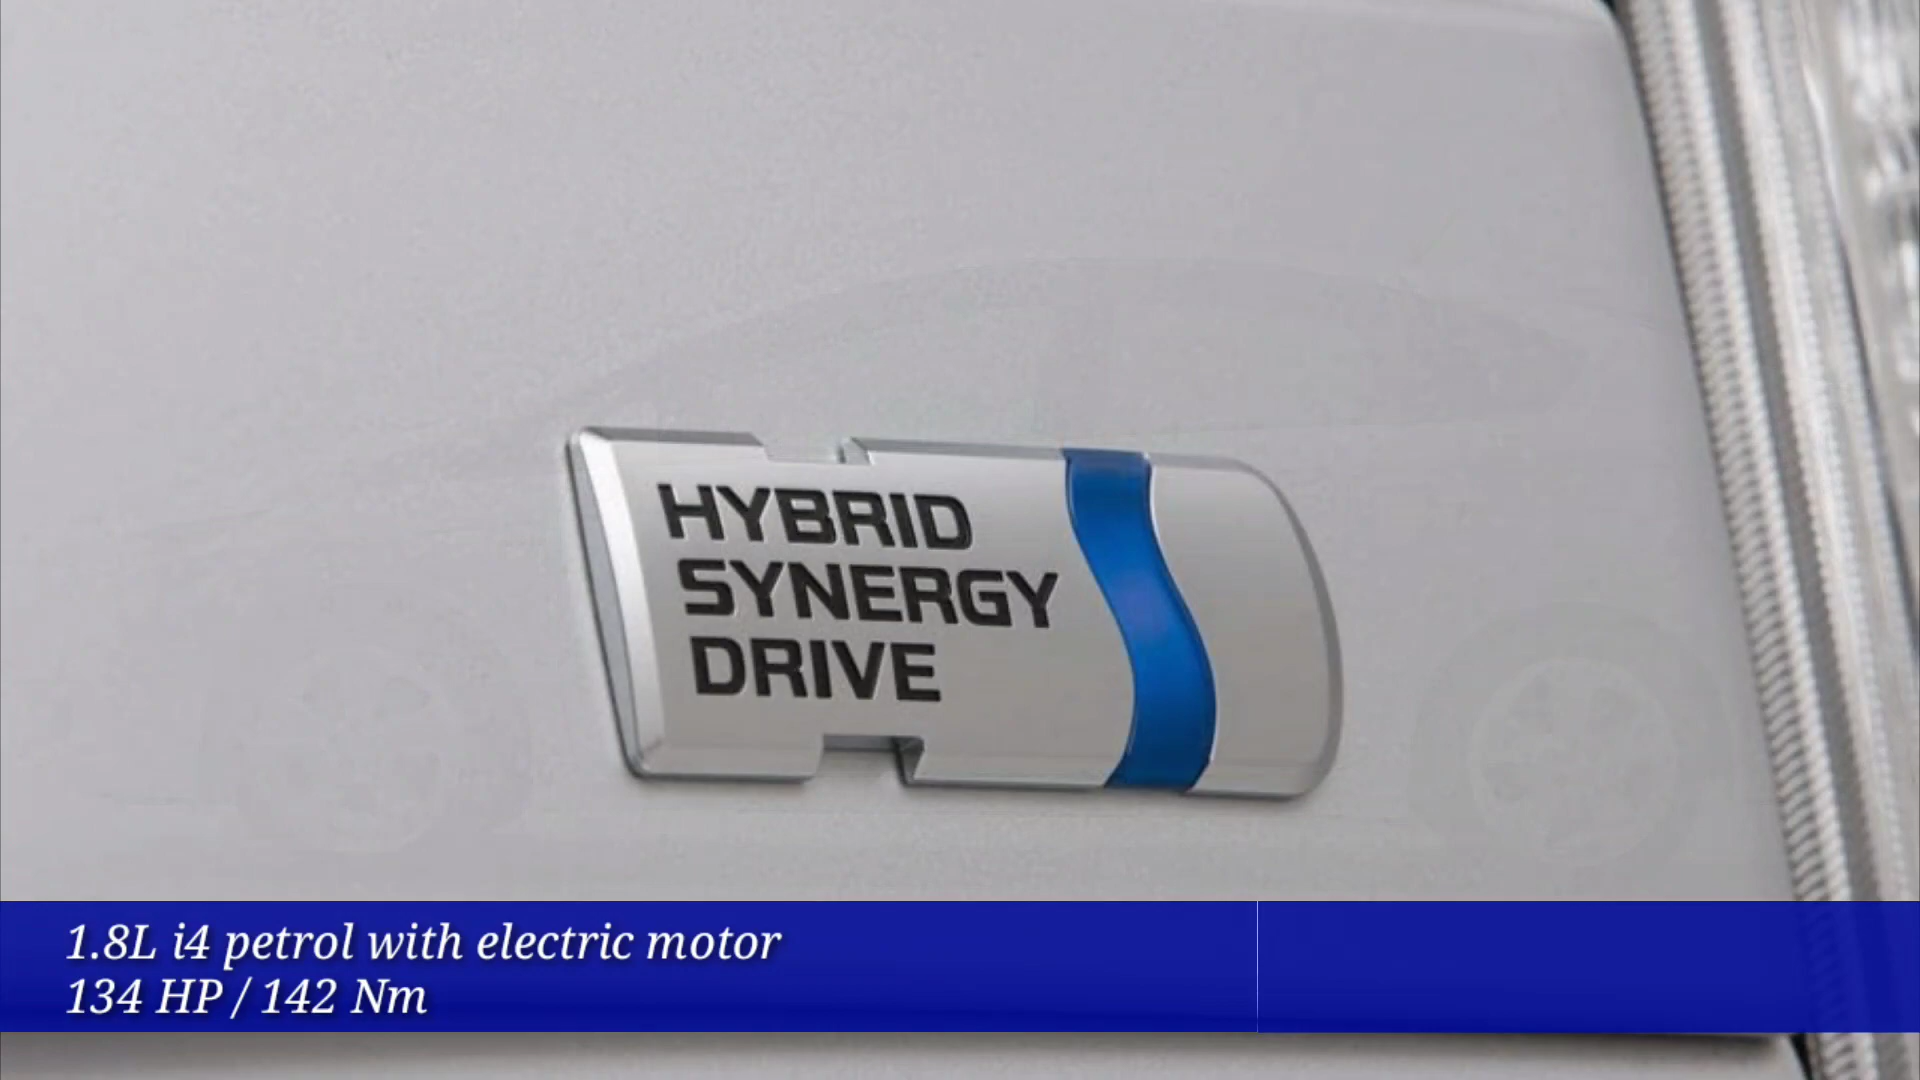 HYBRID
SYNERGY
DRIVE
1.8L i4 petrol with electric motor
134 HP / 142 Nm